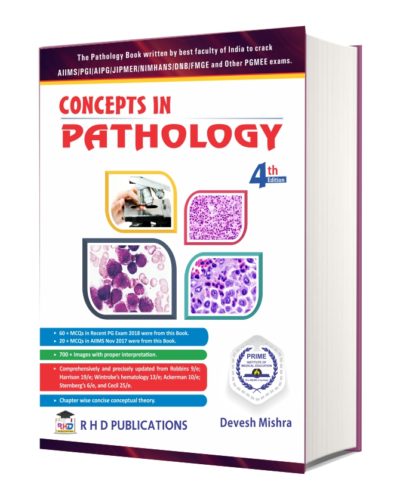 The Pathology Book written by best faculty of India to crack
AIIMS/PGI/AIPG/JIPMER/NIMHANS/DNB/FMGE and Other PGMEE exams.
CONCEPTS IN
PATHOLOGY
4th
Edition
• 60 + MCQs in Recent PG Exam 2018 were from this Book.
• 20 + MCQs in AIIMS Nov 2017 were from this Book.
• 700 + Images with proper interpretation.
• Comprehensively and precisely updated from Robbins 9/e;
Harrison 19/e; Wintrobe's hematology 13/e; Ackerman 10/e;
Sternberg's 6/e, and Cecil 25/e.
• Chapter wise concise conceptual theory.
PRIME
INSTITUTE
OF MEDICAL EDUCATION
RHD
R H D PUBLICATIONS
Devesh Mishra